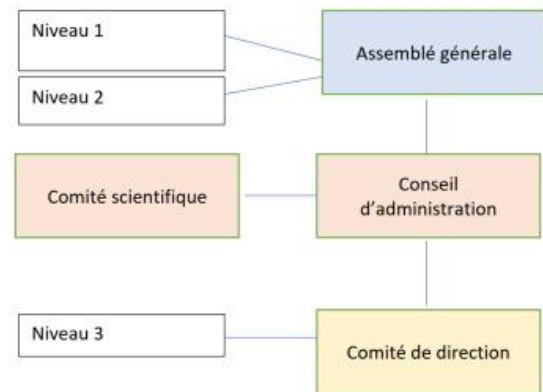 Niveau 1
Assemblé générale
Niveau 2
Comité scientifique
Conseil
d'administration
Niveau 3
Comité de direction